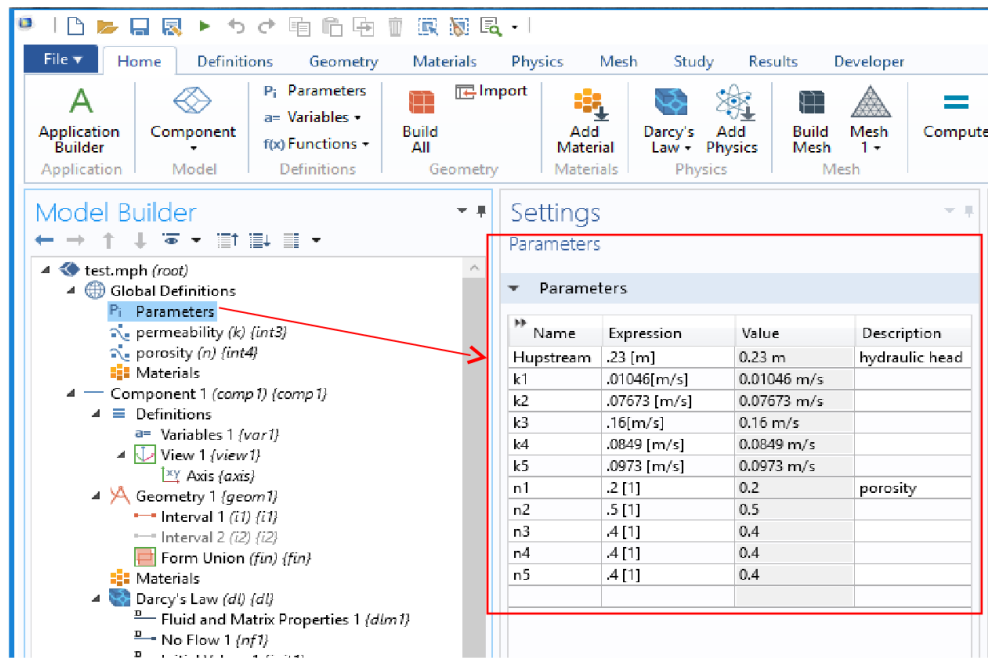 File ▾ Home Definitions Geometry Materials Physics Mesh Study Results Developer
A
Application Builder
Application
Component
Model
Pi Parameters
a= Variables
f(x) Functions
Definitions
Build All
Import
Geometry
Add Material
Materials
Darcy's Law
Add Physics
Physics
Build Mesh
Mesh 1
Mesh
=
Compute
Model Builder
test.mph (root)
Global Definitions
Pi Parameters
permeability (k) {int3}
porosity (n) {int4}
Materials
Component 1 (comp1) {comp1}
Definitions
a= Variables 1 {var1}
View 1 {view1}
xy Axis {axis}
Geometry 1 {geom1}
Interval 1 (i1) {i1}
Interval 2 (i2) {i2}
Form Union (fin) {fin}
Materials
Darcy's Law (dl) {dl}
D Fluid and Matrix Properties 1 {dlm1}
D No Flow 1 {nf1}
Settings
Parameters
Parameters
Name Expression Value Description
Hupstream .23 [m] 0.23 m hydraulic head
k1 .01046[m/s] 0.01046 m/s
k2 .07673 [m/s] 0.07673 m/s
k3 .16[m/s] 0.16 m/s
k4 .0849 [m/s] 0.0849 m/s
k5 .0973 [m/s] 0.0973 m/s
n1 .2 [1] 0.2 porosity
n2 .5 [1] 0.5
n3 .4 [1] 0.4
n4 .4 [1] 0.4
n5 .4 [1] 0.4